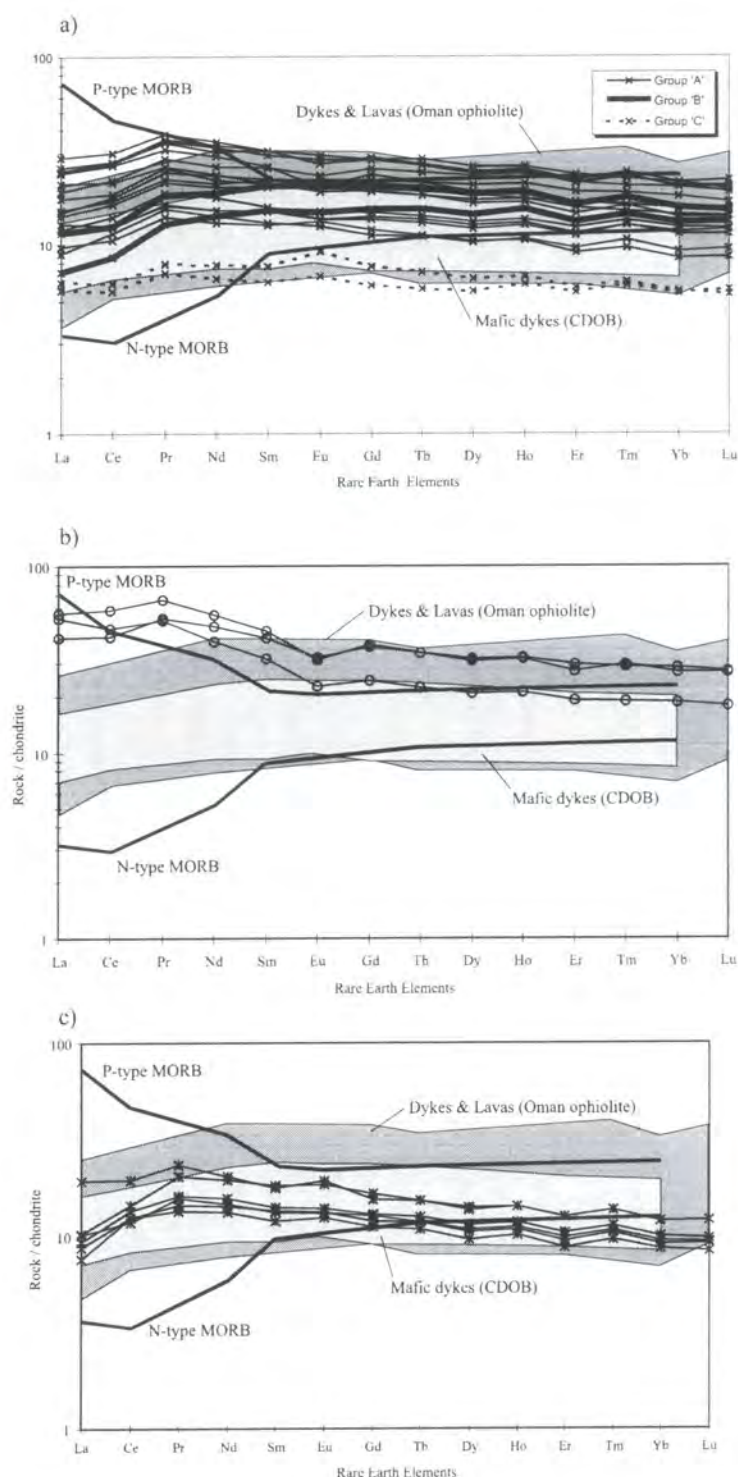 a)
100
P-type MORB
Dykes & Lavas (Oman ophiolite)
Group 'A'
Group 'B'
Group 'C'
10
Mafic dykes (CDOB)
N-type MORB
1
La Ce Pr Nd Sm Eu Gd Tb Dy Ho Er Tm Yb Lu
Rare Earth Elements
b)
100
P-type MORB
Dykes & Lavas (Oman ophiolite)
Rock / chondrite
10
Mafic dykes (CDOB)
N-type MORB
1
La Ce Pr Nd Sm Eu Gd Tb Dy Ho Er Tm Yb Lu
Rare Earth Elements
c)
100
P-type MORB
Dykes & Lavas (Oman ophiolite)
Rock / chondrite
10
Mafic dykes (CDOB)
N-type MORB
1
La Ce Pr Nd Sm Eu Gd Tb Dy Ho Er Tm Yb Lu
Rare Earth Elements